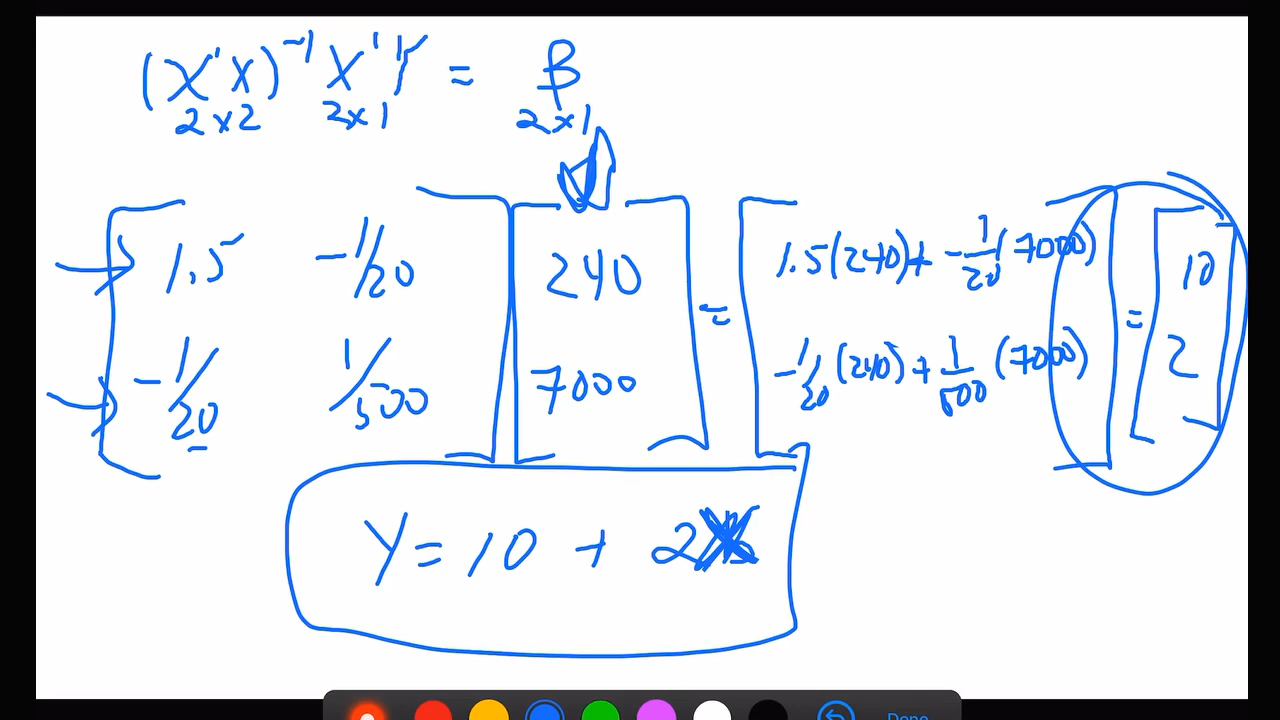 (X'X)⁻¹ X'Y = β
2x2 2x1 2x1
1.5 -1/20 240 = 1.5(240)+ -1/20(7000) = 10
-1/20 1/500 7000 -1/20(240)+ 1/500(7000) 2
Y = 10 + 2X
Done